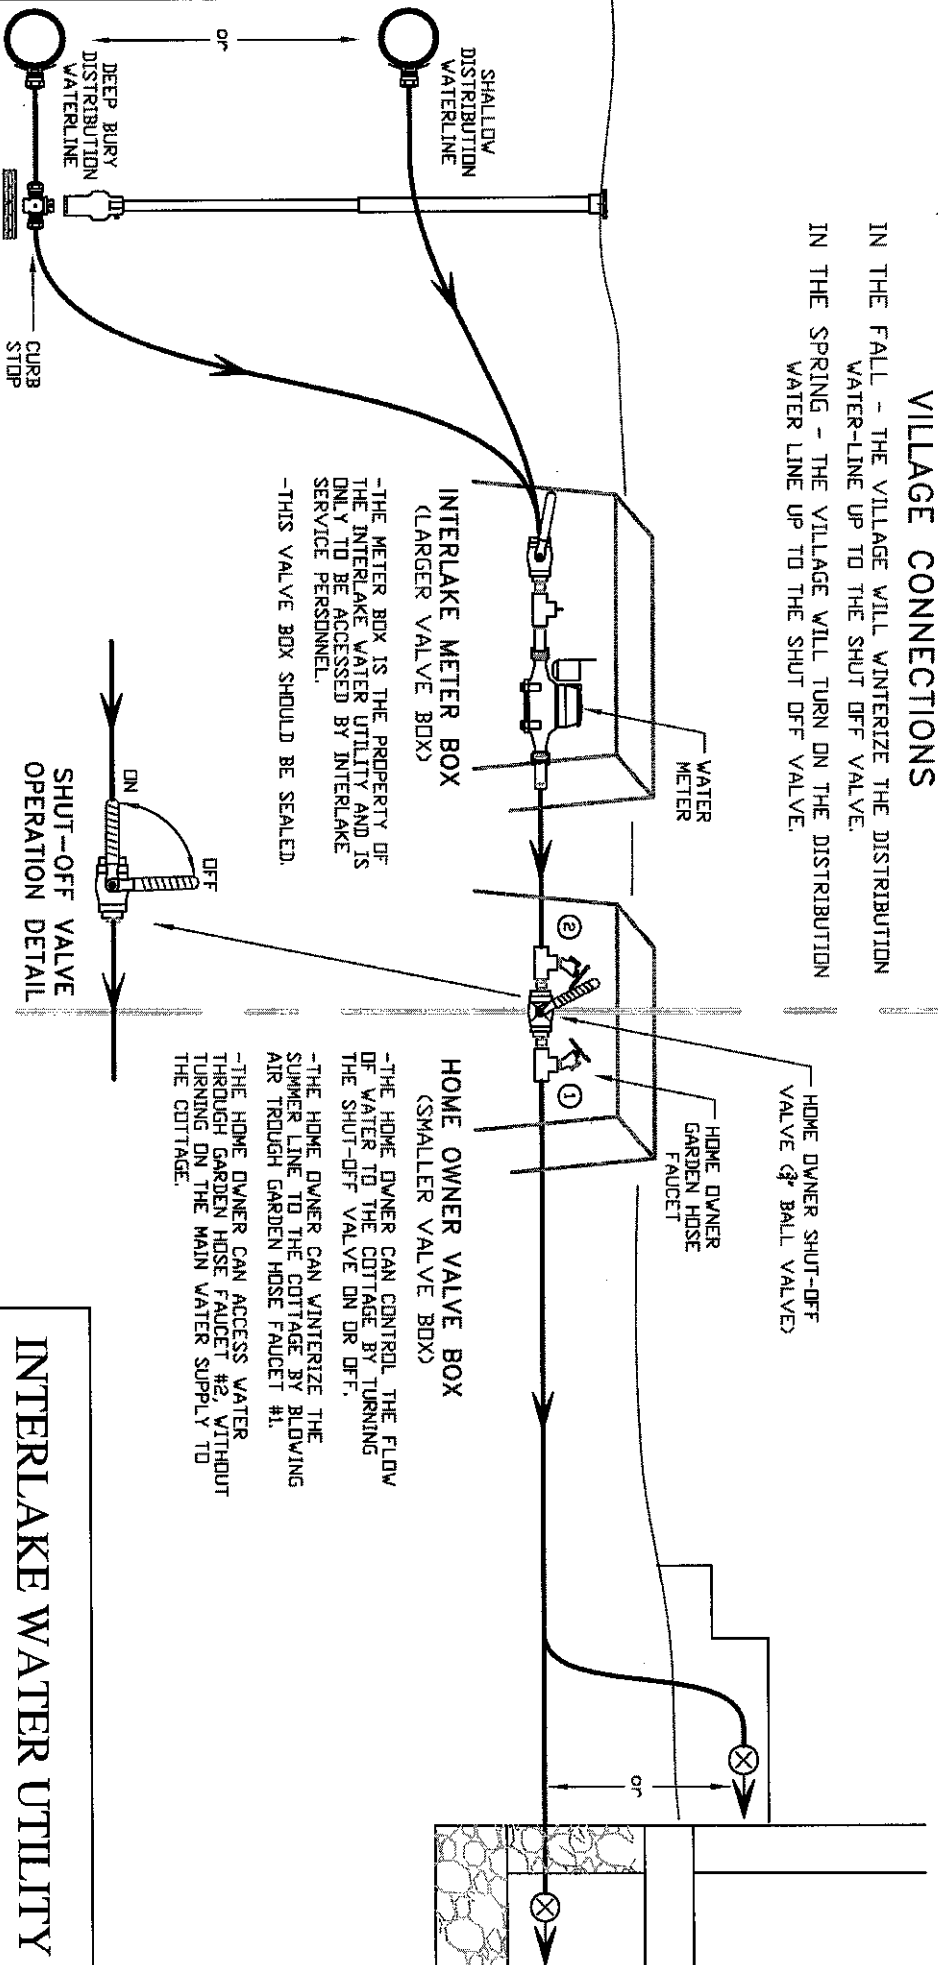 VILLAGE CONNECTIONS
IN THE FALL - THE VILLAGE WILL WINTERIZE THE DISTRIBUTION
WATER-LINE UP TO THE SHUT OFF VALVE.
IN THE SPRING - THE VILLAGE WILL TURN ON THE DISTRIBUTION
WATER LINE UP TO THE SHUT OFF VALVE.
SHALLOW
DISTRIBUTION
WATERLINE
or
DEEP BURY
DISTRIBUTION
WATERLINE
CURB
STOP
WATER
METER
INTERLAKE METER BOX
(LARGER VALVE BOX)
-THE METER BOX IS THE PROPERTY OF
THE INTERLAKE WATER UTILITY AND IS
ONLY TO BE ACCESSED BY INTERLAKE
SERVICE PERSONNEL.
-THIS VALVE BOX SHOULD BE SEALED.
HOME OWNER SHUT-OFF
VALVE (3/4" BALL VALVE)
HOME OWNER
GARDEN HOSE
FAUCET
2
1
HOME OWNER VALVE BOX
(SMALLER VALVE BOX)
-THE HOME OWNER CAN CONTROL THE FLOW
OF WATER TO THE COTTAGE BY TURNING
THE SHUT-OFF VALVE ON OR OFF.
-THE HOME OWNER CAN WINTERIZE THE
SUMMER LINE TO THE COTTAGE BY BLOWING
AIR TROUGH GARDEN HOSE FAUCET #1.
-THE HOME OWNER CAN ACCESS WATER
THROUGH GARDEN HOSE FAUCET #2, WITHOUT
TURNING ON THE MAIN WATER SUPPLY TO
THE COTTAGE.
or
ON
OFF
SHUT-OFF VALVE
OPERATION DETAIL
INTERLAKE WATER UTILITY